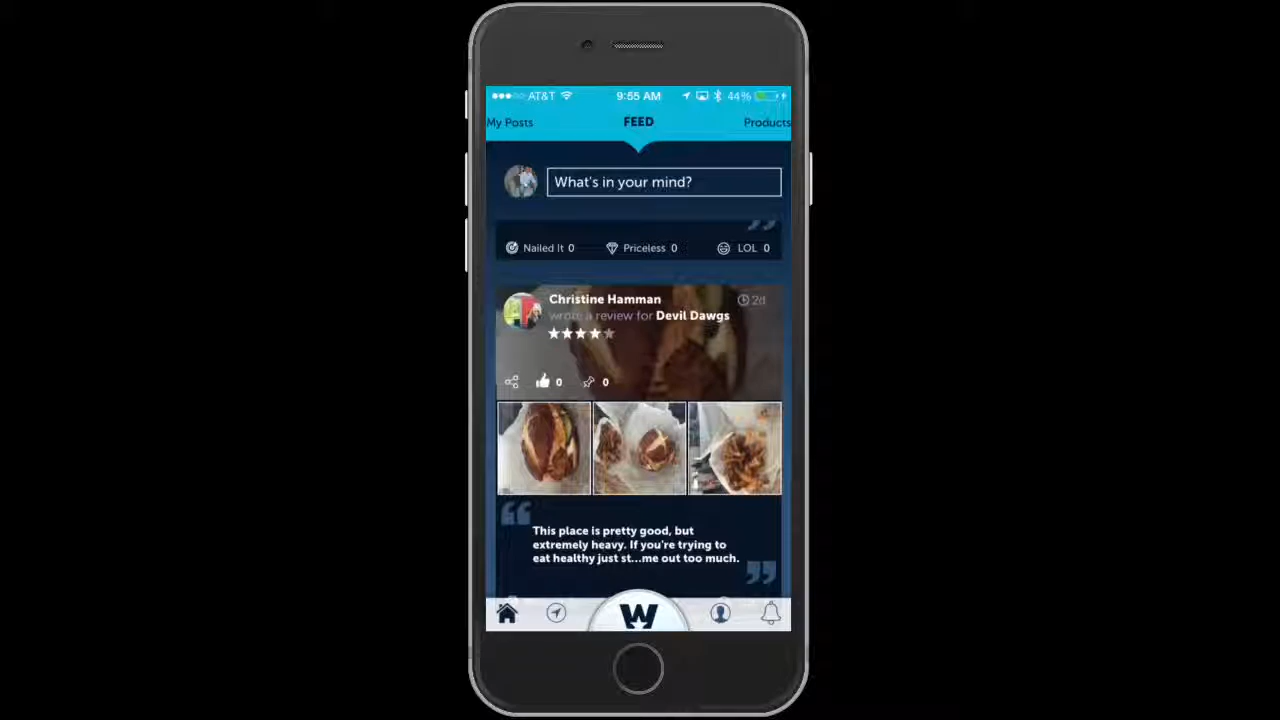 AT&T 9:55 AM 44%
My Posts FEED Products
What's in your mind?
Nailed It 0 Priceless 0 LOL 0
Christine Hamman 2d
wrote a review for Devil Dawgs
0 0
This place is pretty good, but
extremely heavy. If you're trying to
eat healthy just st...me out too much.
W